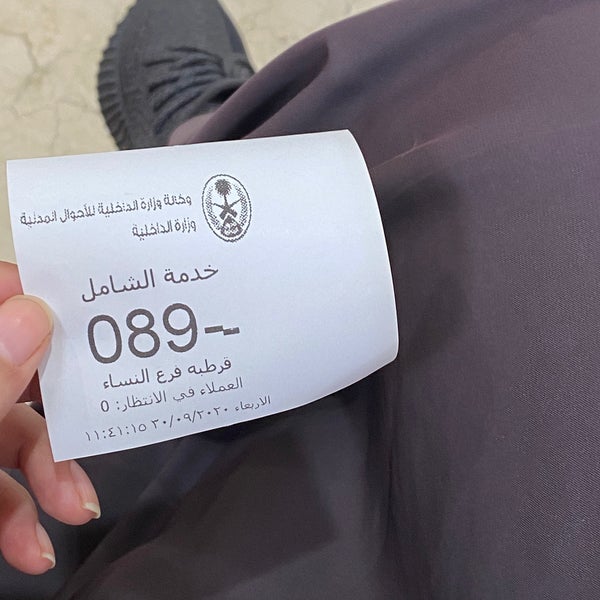 وكالة وزارة الداخلية للأحوال المدنية
وزارة الداخلية
خدمة الشامل
089-
قرطبه فرع النساء
العملاء في الانتظار: 0
الاربعاء ٣٠/٠٩/٢٠٢٠ ١١:٤١:١٥